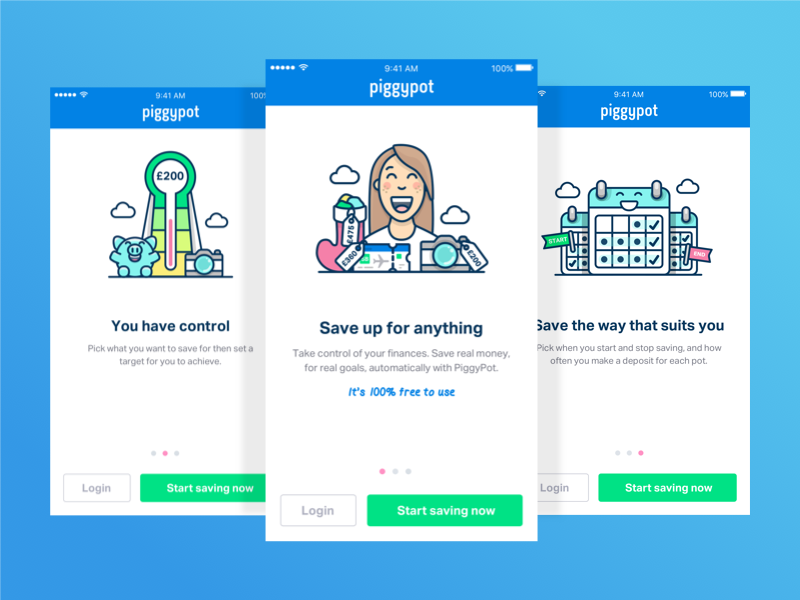 9:41 AM
100%
piggypot
£475
£360
£200
Save up for anything
Take control of your finances. Save real money,
for real goals, automatically with PiggyPot.
It's 100% free to use
Login
Start saving now
9:41 AM
piggypot
£200
You have control
Pick what you want to save for then set a
target for you to achieve.
Login
Start saving now
9:41 AM
100%
piggypot
START
END
Save the way that suits you
Pick when you start and stop saving, and how
often you make a deposit for each pot.
Login
Start saving now